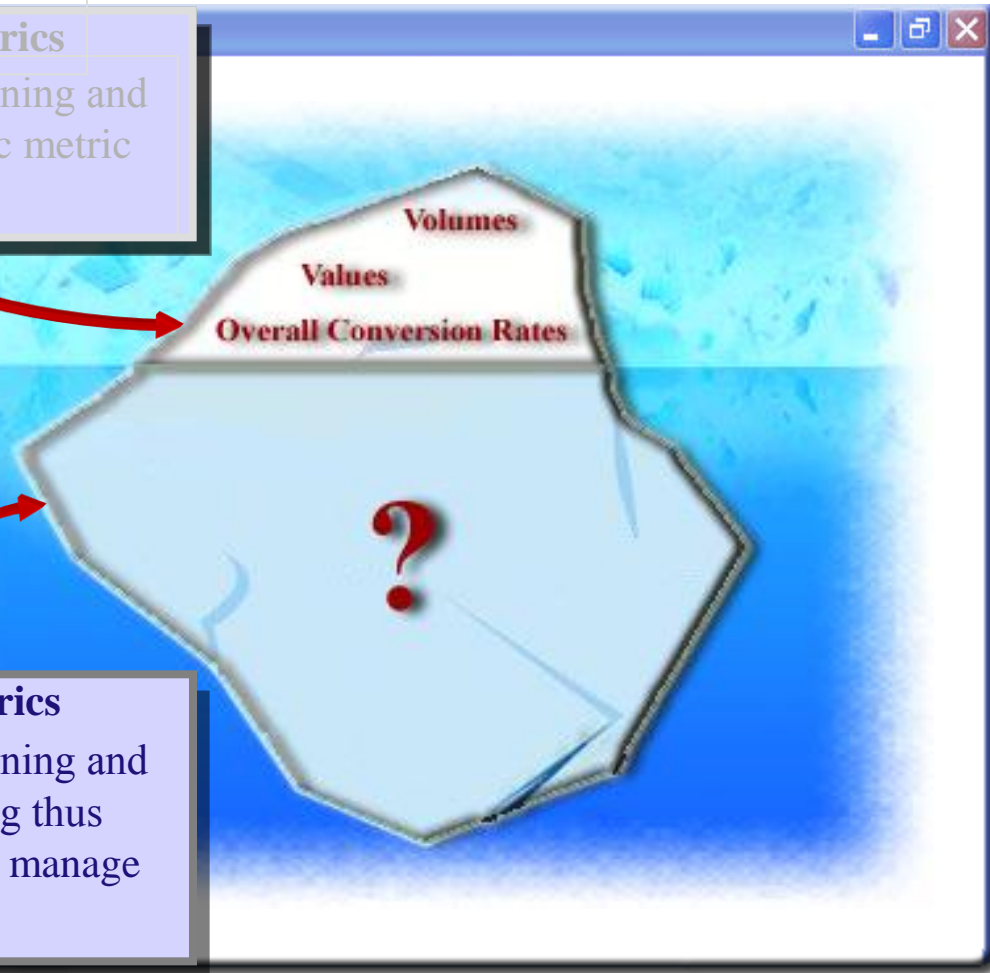 rics
ning and
c metric
Volumes
Values
Overall Conversion Rates
?
rics
ning and
g thus
manage